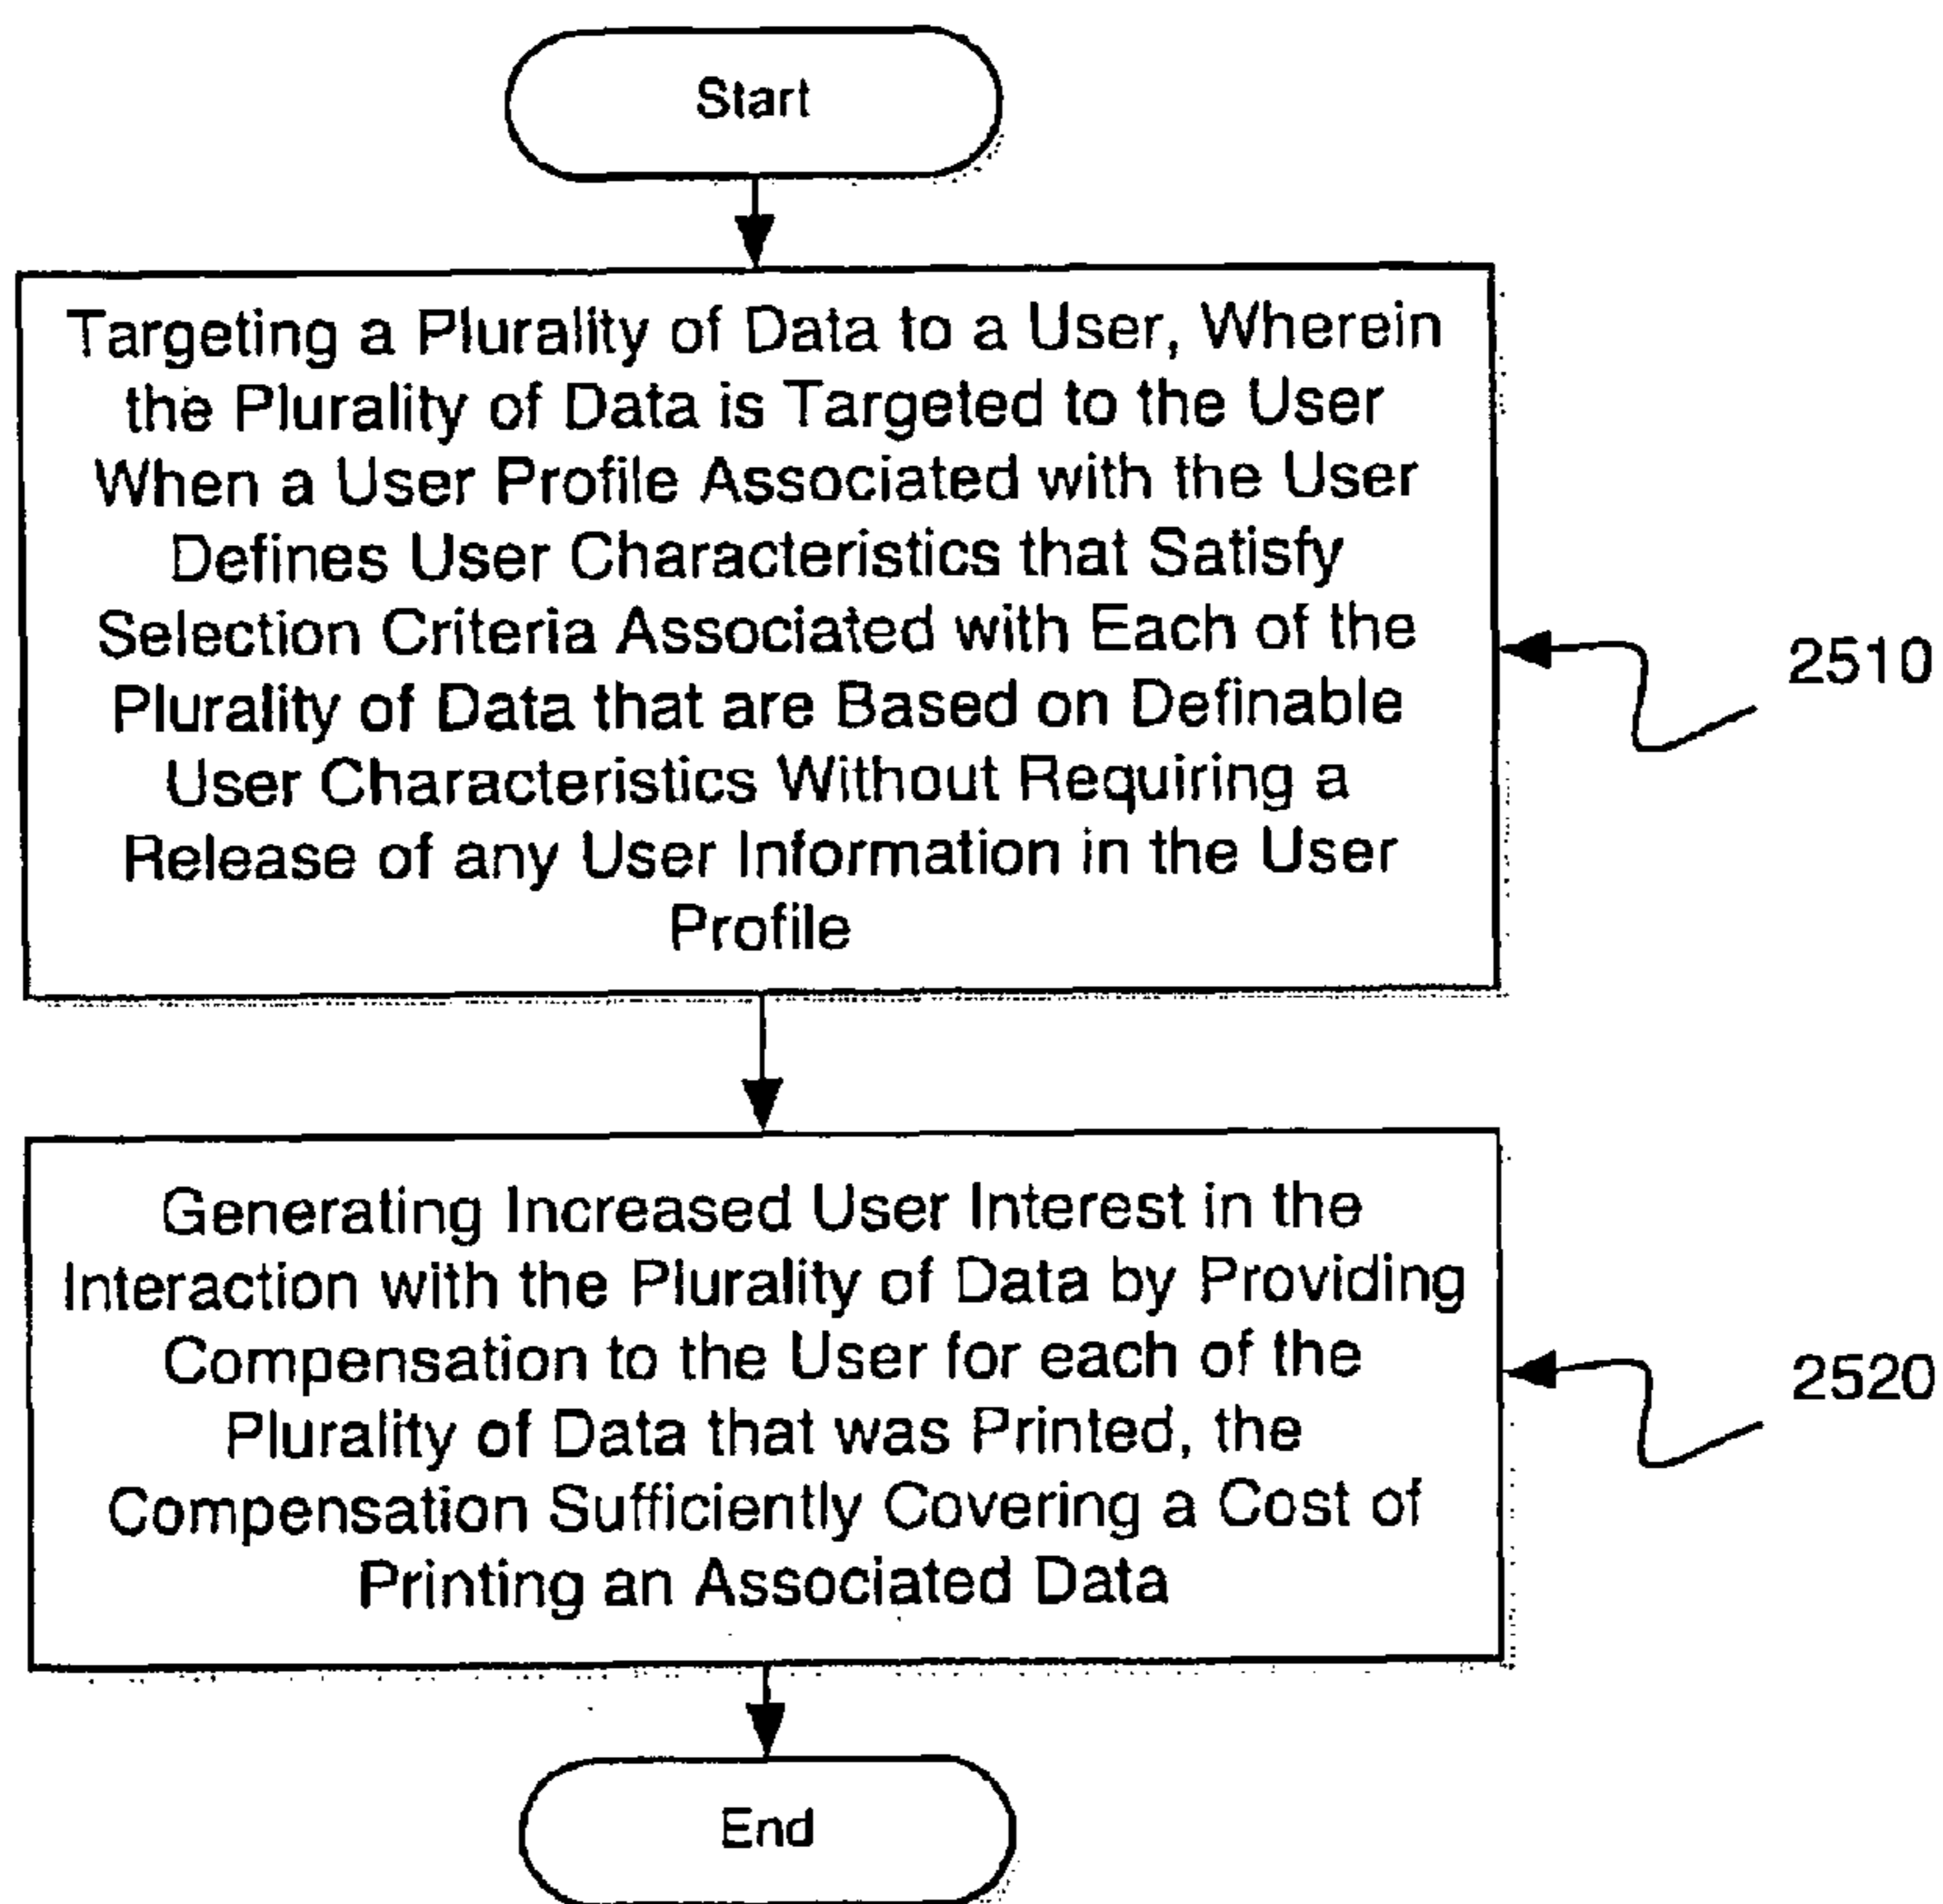 Start
Targeting a Plurality of Data to a User, Wherein
the Plurality of Data is Targeted to the User
When a User Profile Associated with the User
Defines User Characteristics that Satisfy
Selection Criteria Associated with Each of the
Plurality of Data that are Based on Definable
User Characteristics Without Requiring a
Release of any User Information in the User
Profile
2510
Generating Increased User Interest in the
Interaction with the Plurality of Data by Providing
Compensation to the User for each of the
Plurality of Data that was Printed, the
Compensation Sufficiently Covering a Cost of
Printing an Associated Data
2520
End